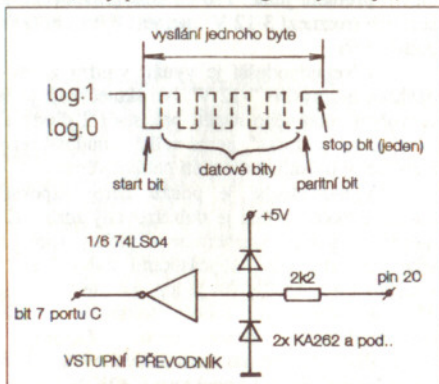 vysílání jednoho byte
log.1
log.0
stop bit (jeden)
datové bity
start bit
paritní bit
+5V
1/6 74LS04
2k2
pin 20
bit 7 portu C
2x KA262 a pod..
VSTUPNÍ PŘEVODNÍK